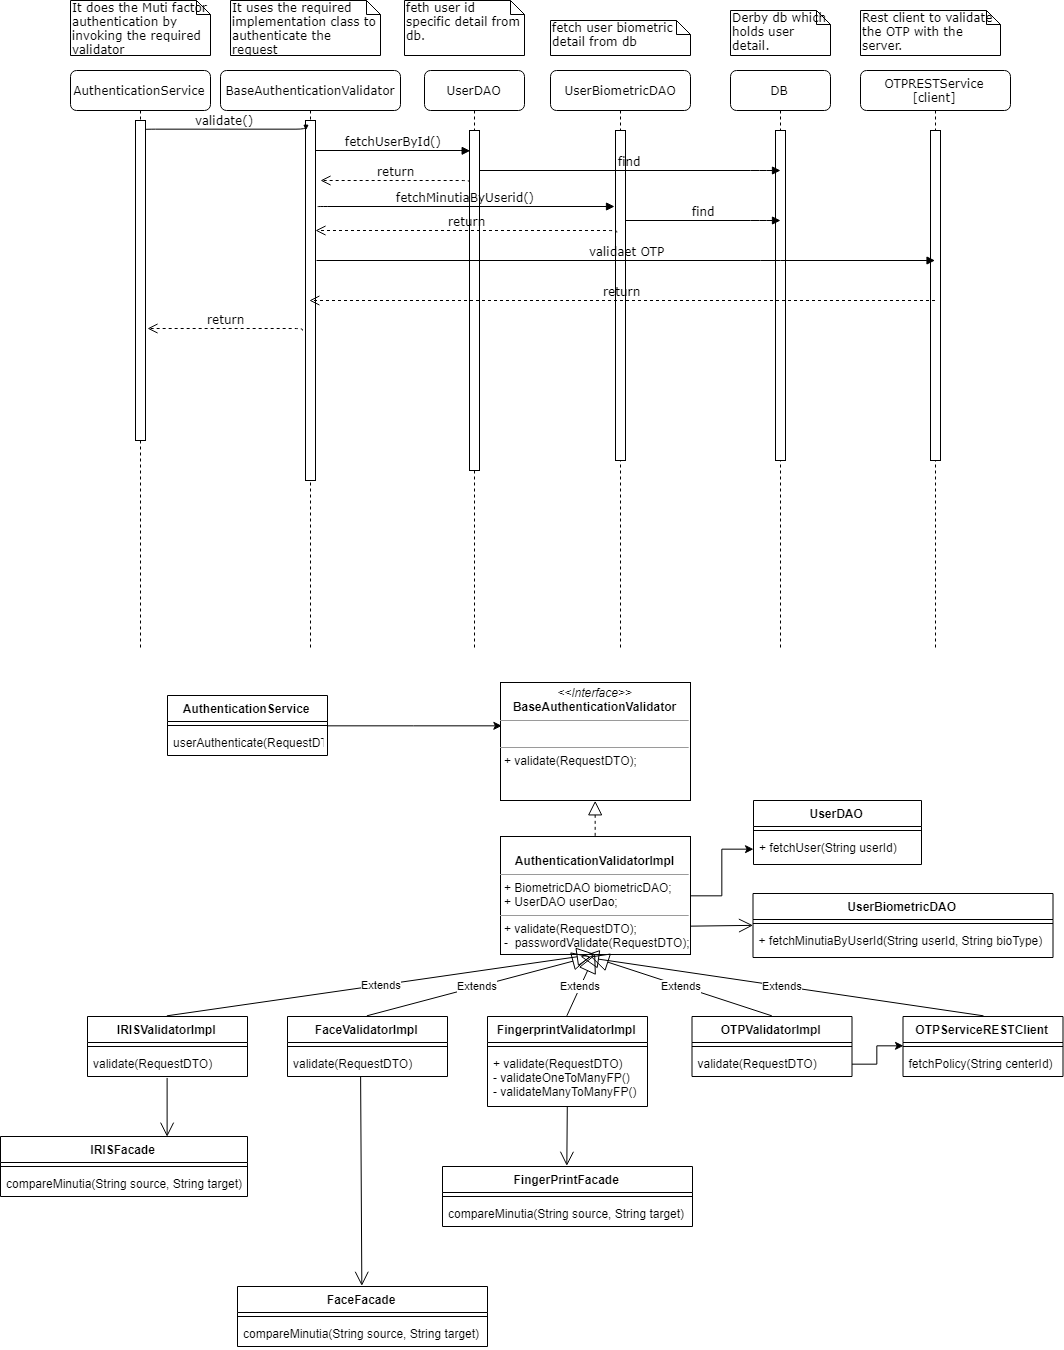 It does the Muti factor
authentication by
invoking the required
validator
It uses the required
implementation class to
authenticate the
request
feth user id
specific detail from
db.
fetch user biometric
detail from db
Derby db which
holds user
detail.
Rest client to validate
the OTP with the
server.
AuthenticationService
BaseAuthenticationValidator
UserDAO
UserBiometricDAO
DB
OTPRESTService
[client]
validate()
fetchUserById()
find
return
fetchMinutiaByUserid()
find
return
validaet OTP
return
return
<<Interface>>
BaseAuthenticationValidator
+ validate(RequestDTO);
AuthenticationService
userAuthenticate(RequestDT
AuthenticationValidatorImpl
+ BiometricDAO biometricDAO;
+ UserDAO userDao;
+ validate(RequestDTO);
- passwordValidate(RequestDTO);
UserDAO
+ fetchUser(String userId)
UserBiometricDAO
+ fetchMinutiaByUserId(String userId, String bioType)
Extends
Extends
Extends
Extends
Extends
IRISValidatorImpl
validate(RequestDTO)
FaceValidatorImpl
validate(RequestDTO)
FingerprintValidatorImpl
+ validate(RequestDTO)
- validateOneToManyFP()
- validateManyToManyFP()
OTPValidatorImpl
validate(RequestDTO)
OTPServiceRESTClient
fetchPolicy(String centerId)
IRISFacade
compareMinutia(String source, String target)
FingerPrintFacade
compareMinutia(String source, String target)
FaceFacade
compareMinutia(String source, String target)